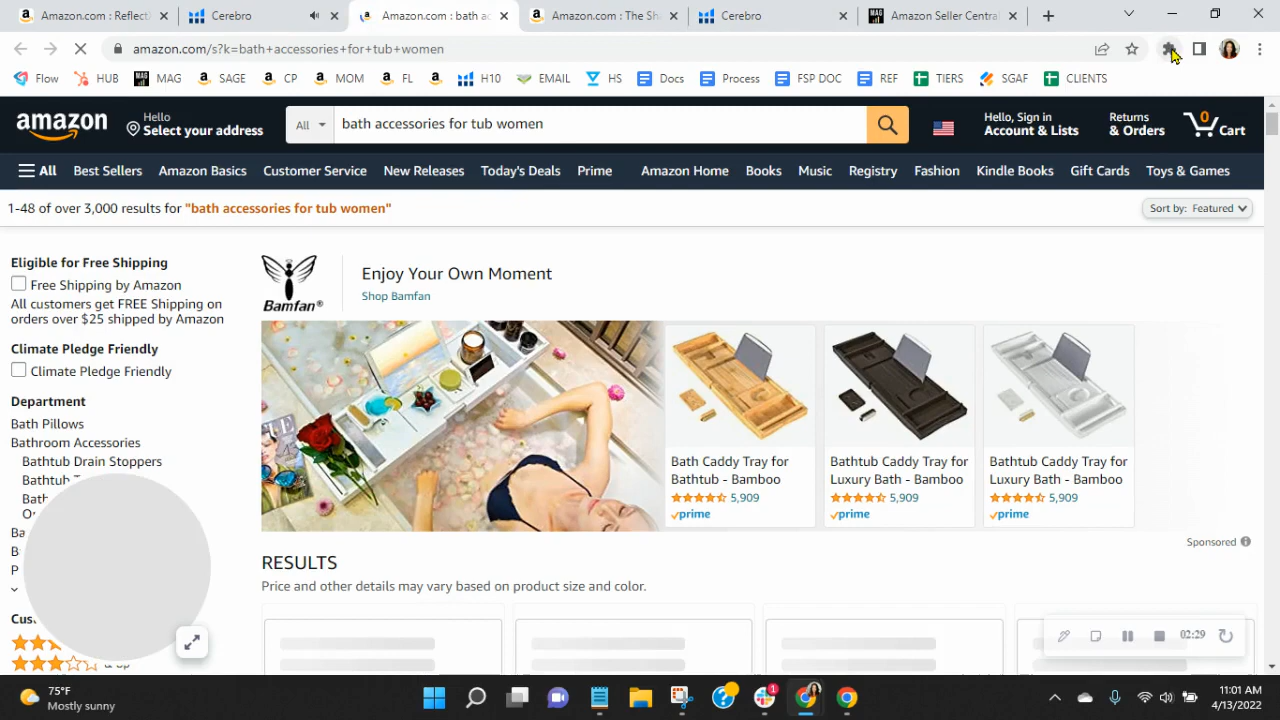 Amazon.com : Reflect
Cerebro
Amazon.com : bath ac
Amazon.com : The Sh
Cerebro
Amazon Seller Central
amazon.com/s?k=bath+accessories+for+tub+women
Flow
HUB
MAG
SAGE
CP
MOM
FL
H10
EMAIL
HS
Docs
Process
FSP DOC
REF
TIERS
SGAF
CLIENTS
amazon
Hello
Select your address
All
bath accessories for tub women
Hello, Sign in
Account & Lists
Returns
& Orders
0
Cart
All
Best Sellers
Amazon Basics
Customer Service
New Releases
Today's Deals
Prime
Amazon Home
Books
Music
Registry
Fashion
Kindle Books
Gift Cards
Toys & Games
1-48 of over 3,000 results for "bath accessories for tub women"
Sort by: Featured
Eligible for Free Shipping
Free Shipping by Amazon
All customers get FREE Shipping on
orders over $25 shipped by Amazon
Climate Pledge Friendly
Climate Pledge Friendly
Department
Bath Pillows
Bathroom Accessories
Bathtub Drain Stoppers
Bathtub T
Bath
Bamfan®
Enjoy Your Own Moment
Shop Bamfan
Bath Caddy Tray for
Bathtub - Bamboo
5,909
prime
Bathtub Caddy Tray for
Luxury Bath - Bamboo
5,909
prime
Bathtub Caddy Tray for
Luxury Bath - Bamboo
5,909
prime
Sponsored
RESULTS
Price and other details may vary based on product size and color.
02:29
75°F
Mostly sunny
1
11:01 AM
4/13/2022